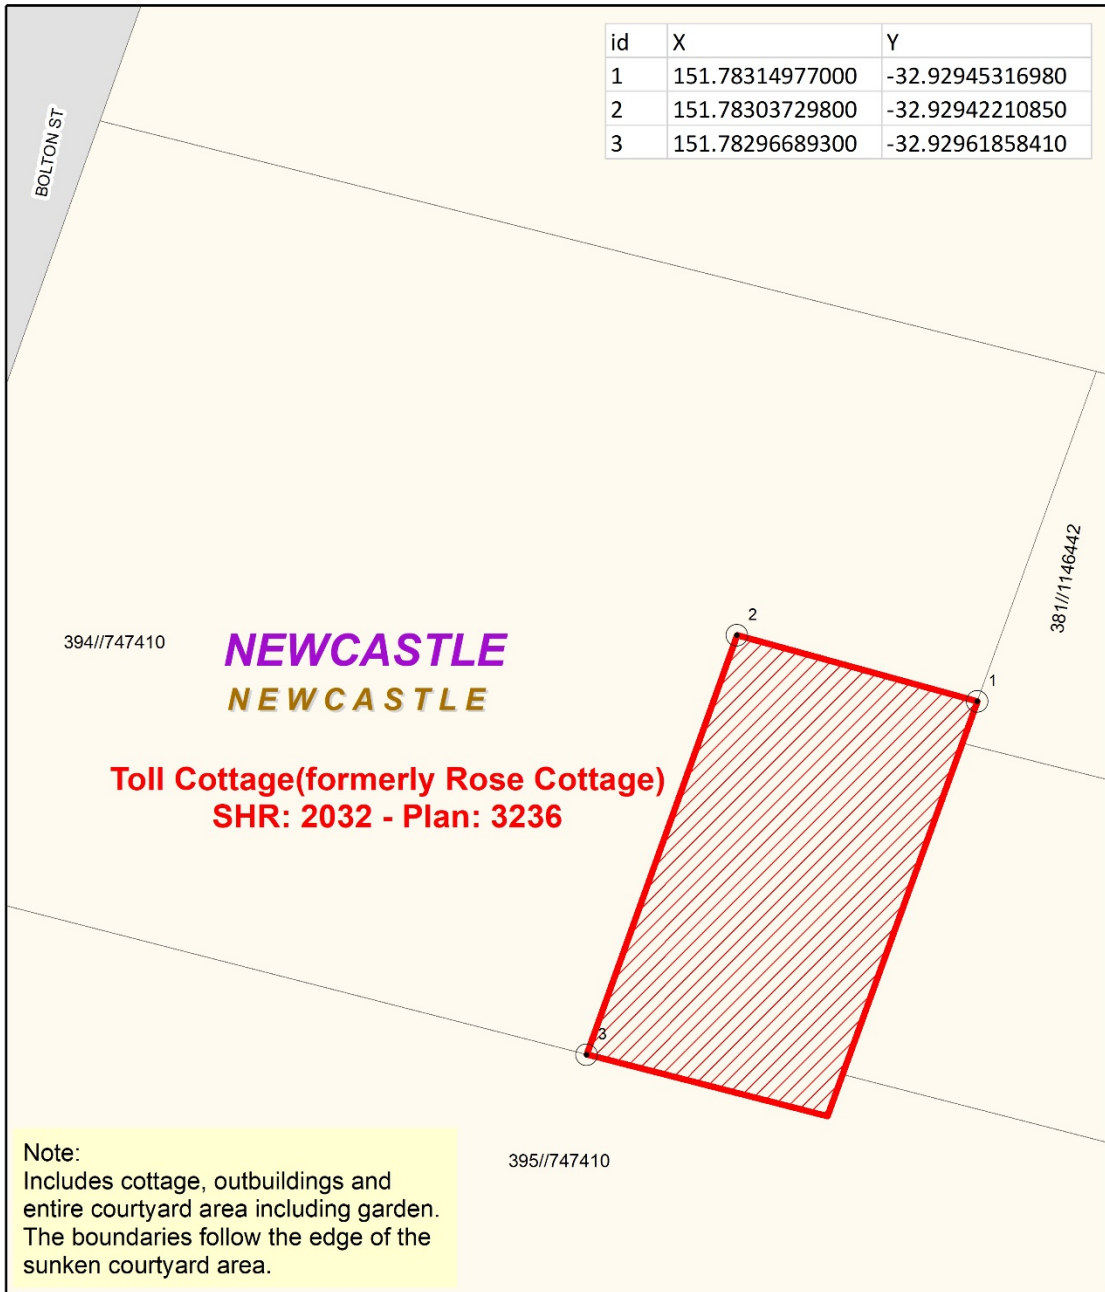 id X Y
1 151.78314977000 -32.92945316980
2 151.78303729800 -32.92942210850
3 151.78296689300 -32.92961858410
BOLTON ST
381//1146442
2
1
394//747410
NEWCASTLE
NEWCASTLE
Toll Cottage(formerly Rose Cottage)
SHR: 2032 - Plan: 3236
3
395//747410
Note:
Includes cottage, outbuildings and
entire courtyard area including garden.
The boundaries follow the edge of the
sunken courtyard area.